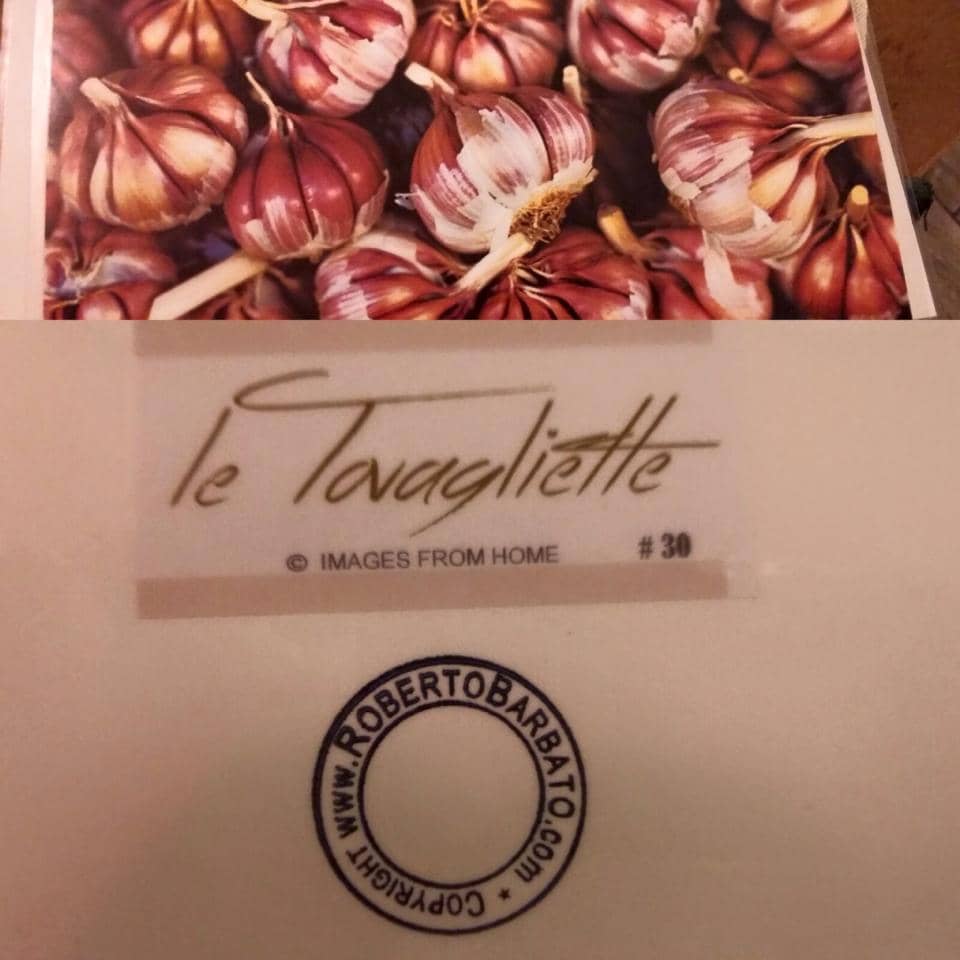 le Tovagliette
© IMAGES FROM HOME # 30
COPYRIGHT WWW.ROBERTOBARBATO.COM *